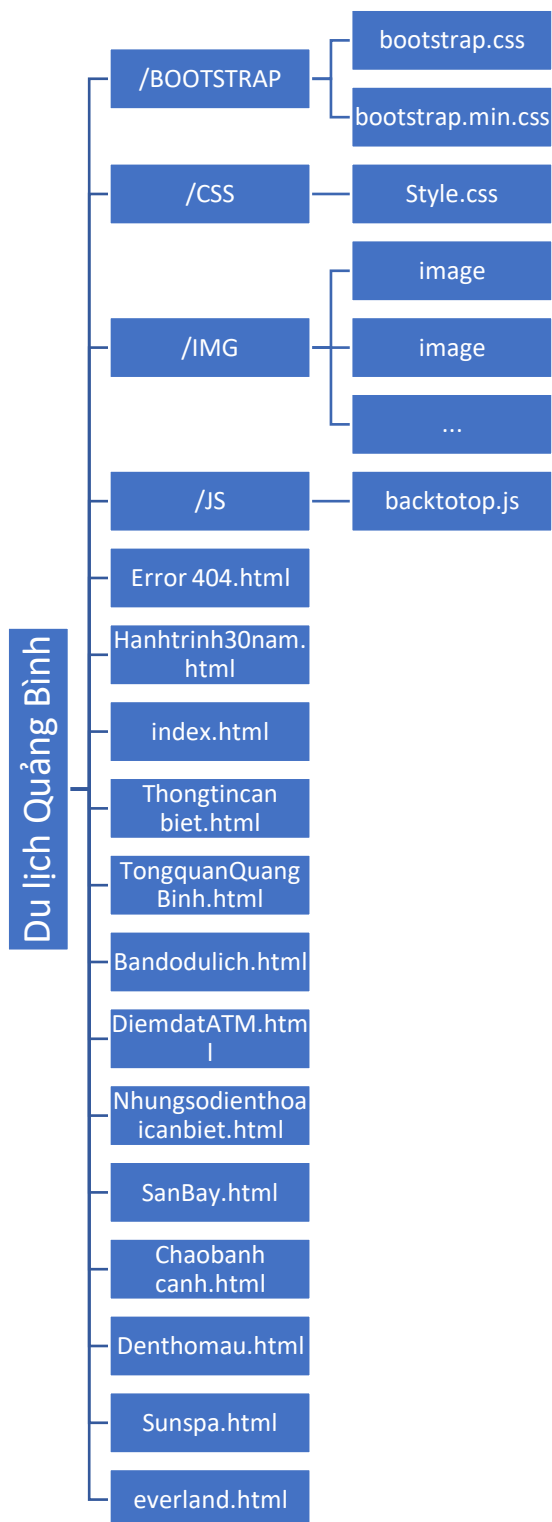 Du lịch Quảng Bình
/BOOTSTRAP
bootstrap.css
bootstrap.min.css
/CSS
Style.css
/IMG
image
image
...
/JS
backtotop.js
Error 404.html
Hanhtrinh30nam.
html
index.html
Thongtincan
biet.html
TongquanQuang
Binh.html
Bandodulich.html
DiemdatATM.htm
l
Nhungsodienthoa
icanbiet.html
SanBay.html
Chaobanh
canh.html
Denthomau.html
Sunspa.html
everland.html